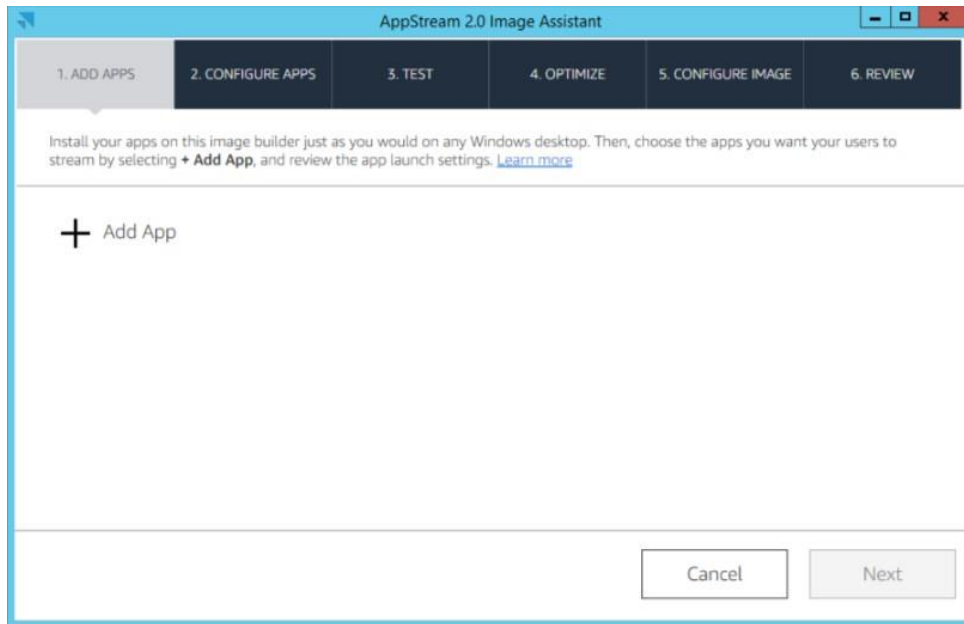 AppStream 2.0 Image Assistant
1. ADD APPS 2. CONFIGURE APPS 3. TEST 4. OPTIMIZE 5. CONFIGURE IMAGE 6. REVIEW
Install your apps on this image builder just as you would on any Windows desktop. Then, choose the apps you want your users to
stream by selecting + Add App, and review the app launch settings. Learn more
+ Add App
Cancel Next